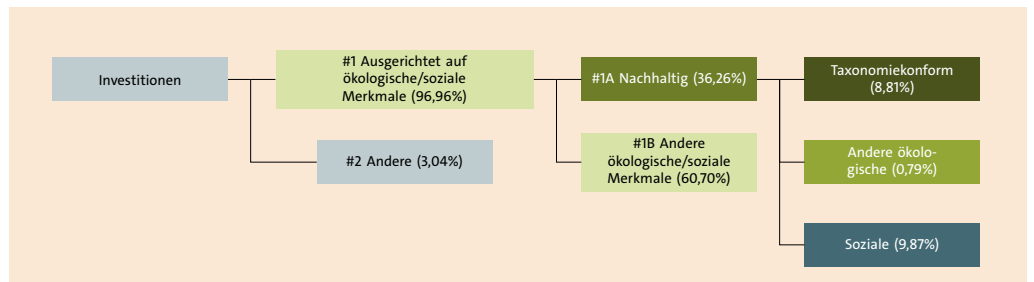 Investitionen
#1 Ausgerichtet auf
ökologische/soziale
Merkmale (96,96%)
#2 Andere (3,04%)
#1A Nachhaltig (36,26%)
#1B Andere
ökologische/soziale
Merkmale (60,70%)
Taxonomiekonform
(8,81%)
Andere ökolo-
gische (0,79%)
Soziale (9,87%)